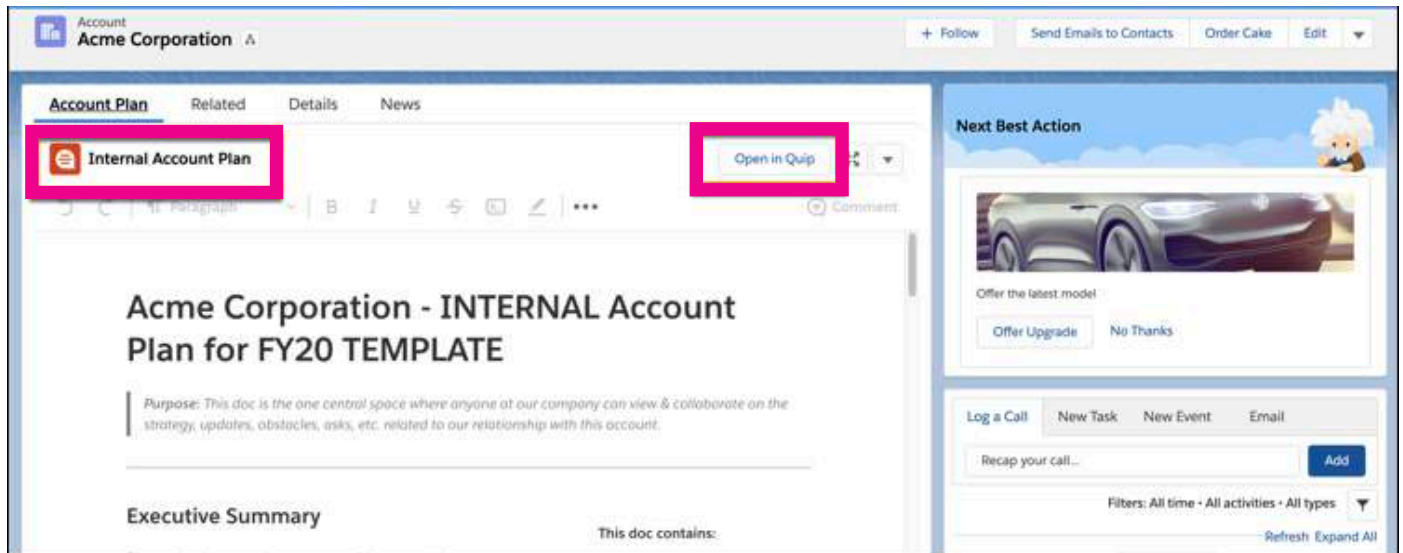 Account
Acme Corporation
+ Follow
Send Emails to Contacts
Order Cake
Edit
Account Plan
Related
Details
News
Internal Account Plan
Open in Quip
Paragraph
B I U S
Comment
Acme Corporation - INTERNAL Account
Plan for FY20 TEMPLATE
Purpose: This doc is the one central space where anyone at our company can view & collaborate on the
strategy, updates, obstacles, asks, etc. related to our relationship with this account.
Executive Summary
This doc contains:
Next Best Action
Offer the latest model
Offer Upgrade
No Thanks
Log a Call
New Task
New Event
Email
Recap your call...
Add
Filters: All time • All activities • All types
Refresh Expand All